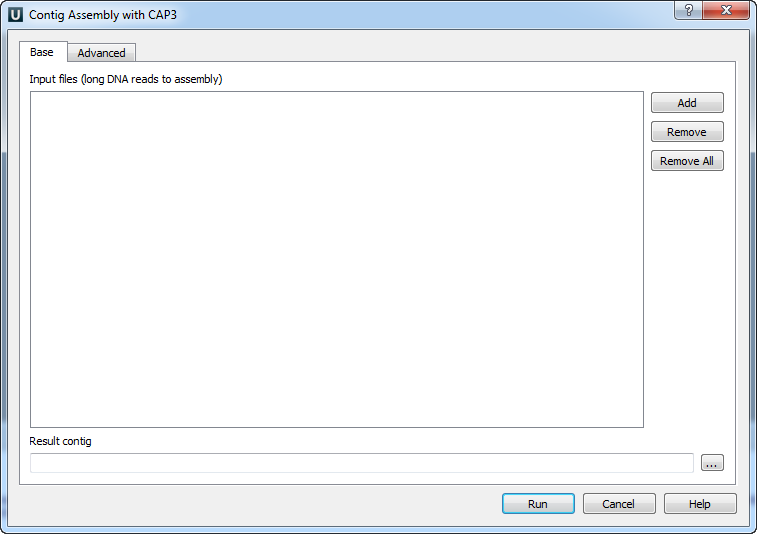 U Contig Assembly with CAP3 ?
Base Advanced
Input files (long DNA reads to assembly)
Add
Remove
Remove All
Result contig
...
Run Cancel Help